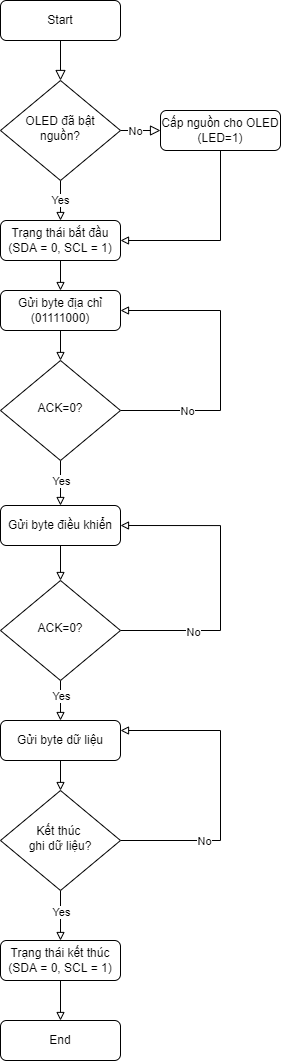 Start
OLED đã bật
nguồn?
No
Cấp nguồn cho OLED
(LED=1)
Yes
Trạng thái bắt đầu
(SDA = 0, SCL = 1)
Gửi byte địa chỉ
(01111000)
ACK=0?
No
Yes
Gửi byte điều khiển
ACK=0?
No
Yes
Gửi byte dữ liệu
Kết thúc
ghi dữ liệu?
No
Yes
Trạng thái kết thúc
(SDA = 0, SCL = 1)
End